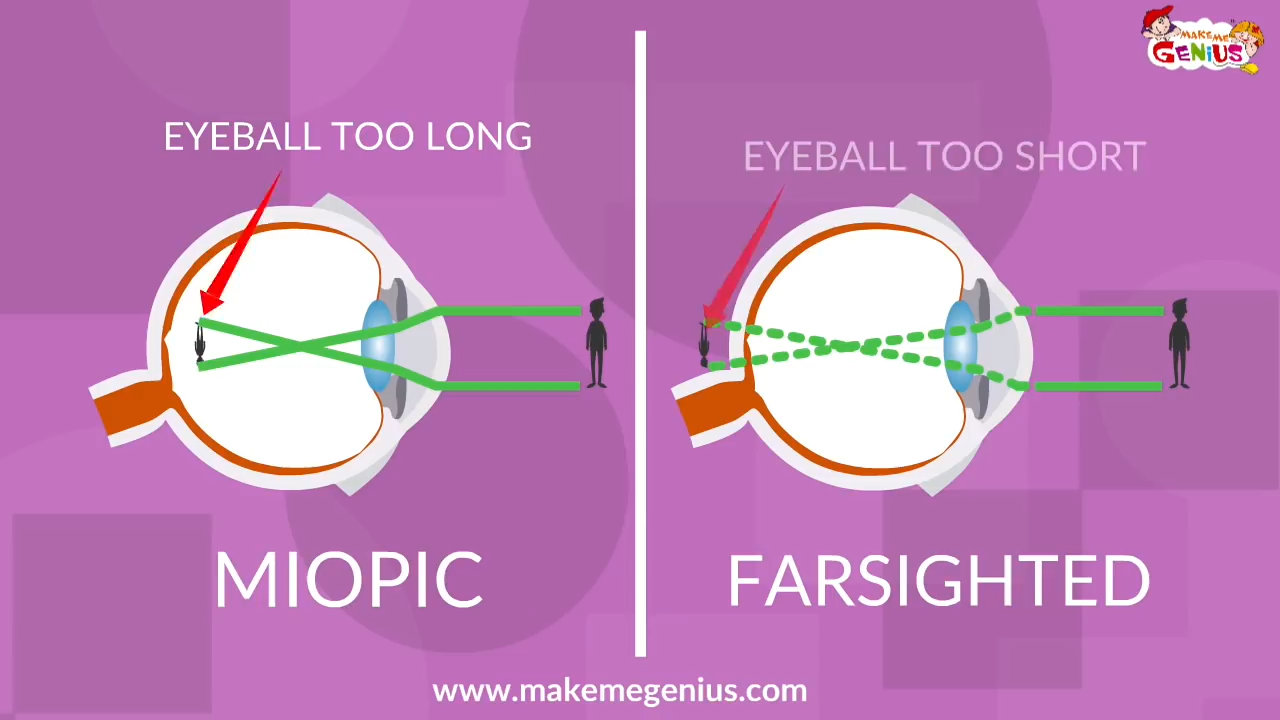 MAKE ME
GENIUS
EYEBALL TOO LONG
EYEBALL TOO SHORT
MIOPIC
FARSIGHTED
www.makemegenius.com